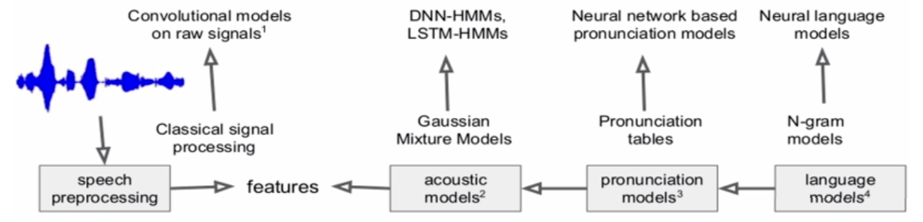 Convolutional models
on raw signals¹
DNN-HMMs,
LSTM-HMMs
Neural network based
pronunciation models
Neural language
models
Classical signal
processing
Gaussian
Mixture Models
Pronunciation
tables
N-gram
models
speech
preprocessing
features
acoustic
models²
pronunciation
models³
language
models⁴